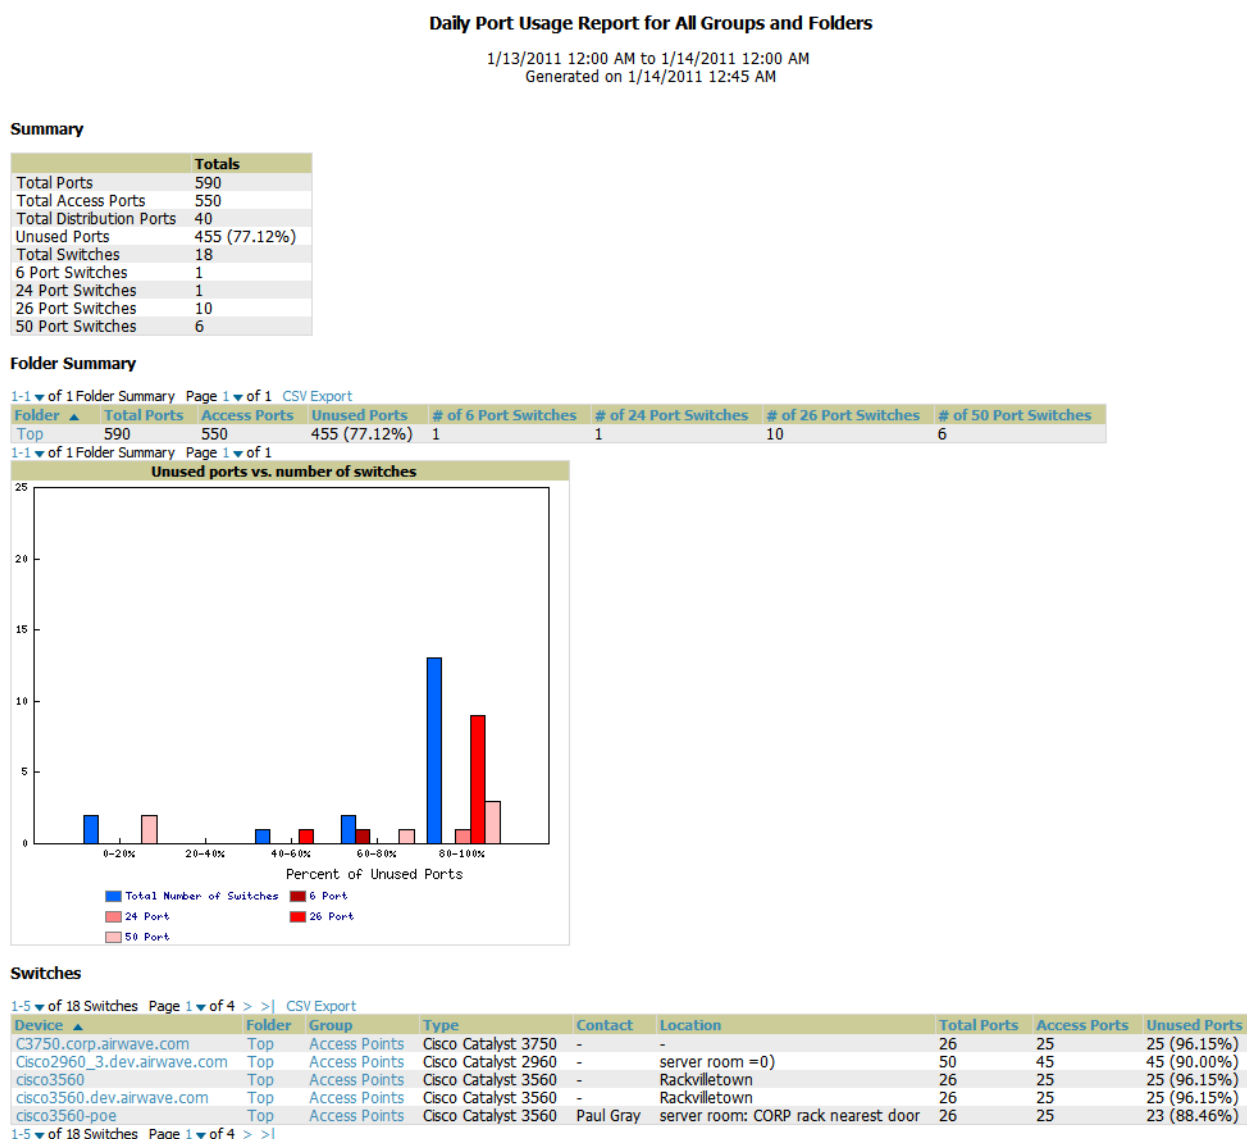 Daily Port Usage Report for All Groups and Folders
1/13/2011 12:00 AM to 1/14/2011 12:00 AM
Generated on 1/14/2011 12:45 AM
Summary
Totals
Total Ports 590
Total Access Ports 550
Total Distribution Ports 40
Unused Ports 455 (77.12%)
Total Switches 18
6 Port Switches 1
24 Port Switches 1
26 Port Switches 10
50 Port Switches 6
Folder Summary
1-1 ▼ of 1 Folder Summary Page 1 ▼ of 1 CSV Export
Folder ▲ Total Ports Access Ports Unused Ports # of 6 Port Switches # of 24 Port Switches # of 26 Port Switches # of 50 Port Switches
Top 590 550 455 (77.12%) 1 1 10 6
1-1 ▼ of 1 Folder Summary Page 1 ▼ of 1
Unused ports vs. number of switches
25
20
15
10
5
0
0-20% 20-40% 40-60% 60-80% 80-100%
Percent of Unused Ports
Total Number of Switches 6 Port
24 Port 26 Port
50 Port
Switches
1-5 ▼ of 18 Switches Page 1 ▼ of 4 > >| CSV Export
Device ▲ Folder Group Type Contact Location Total Ports Access Ports Unused Ports
C3750.corp.airwave.com Top Access Points Cisco Catalyst 3750 - - 26 25 25 (96.15%)
Cisco2960_3.dev.airwave.com Top Access Points Cisco Catalyst 2960 - server room =0) 50 45 45 (90.00%)
cisco3560 Top Access Points Cisco Catalyst 3560 - Rackvilletown 26 25 25 (96.15%)
cisco3560.dev.airwave.com Top Access Points Cisco Catalyst 3560 - Rackvilletown 26 25 25 (96.15%)
cisco3560-poe Top Access Points Cisco Catalyst 3560 Paul Gray server room: CORP rack nearest door 26 25 23 (88.46%)
1-5 ▼ of 18 Switches Page 1 ▼ of 4 > >|